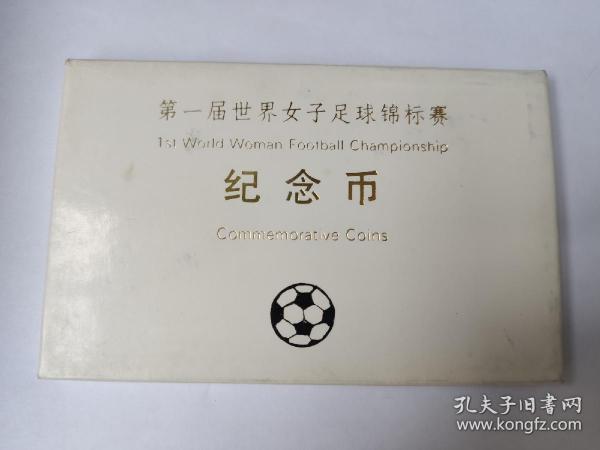 第一届世界女子足球锦标赛
1st World Woman Football Championship
纪念币
Commemorative Coins
孔夫子旧書网
www.kongfz.com